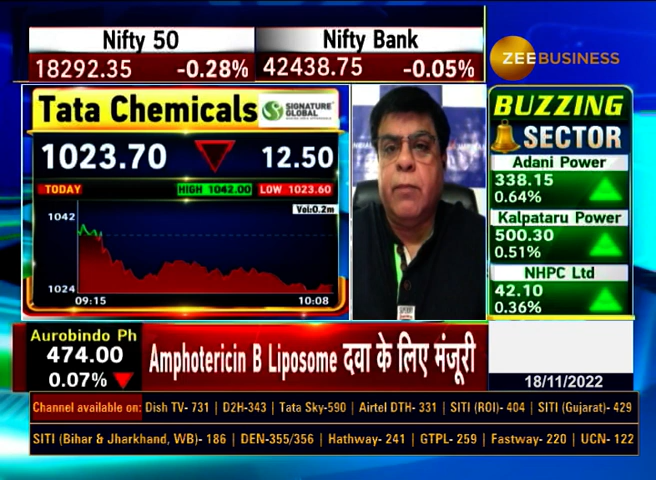 Nifty 50
18292.35 -0.28%
Nifty Bank
42438.75 -0.05%
ZEE BUSINESS
Tata Chemicals
SIGNATURE
GLOBAL
1023.70 12.50
TODAY HIGH 1042.00 LOW 1023.60
Vol:0.2m
1042
1024
09:15 10:08
BUZZING
SECTOR
Adani Power
338.15
0.64%
Kalpataru Power
500.30
0.51%
NHPC Ltd
42.10
0.36%
Aurobindo Ph
474.00
0.07%
Amphotericin B Liposome दवा के लिए मंजूरी
18/11/2022
Channel available on: Dish TV- 731 | D2H-343 | Tata Sky-590 | Airtel DTH- 331 | SITI (ROI)- 404 | SITI (Gujarat)- 429
SITI (Bihar & Jharkhand, WB)- 186 | DEN-355/356 | Hathway- 241 | GTPL- 259 | Fastway- 220 | UCN- 122